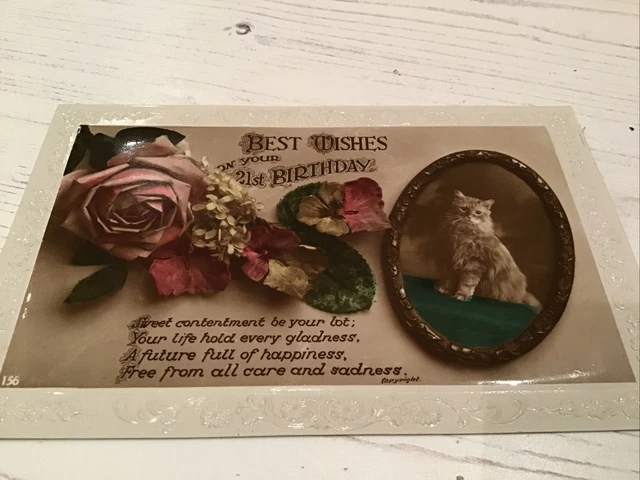 BEST WISHES
ON YOUR
21st BIRTHDAY
Sweet contentment be your lot;
Your life hold every gladness,
A future full of happiness,
Free from all care and sadness.
Copyright.
156